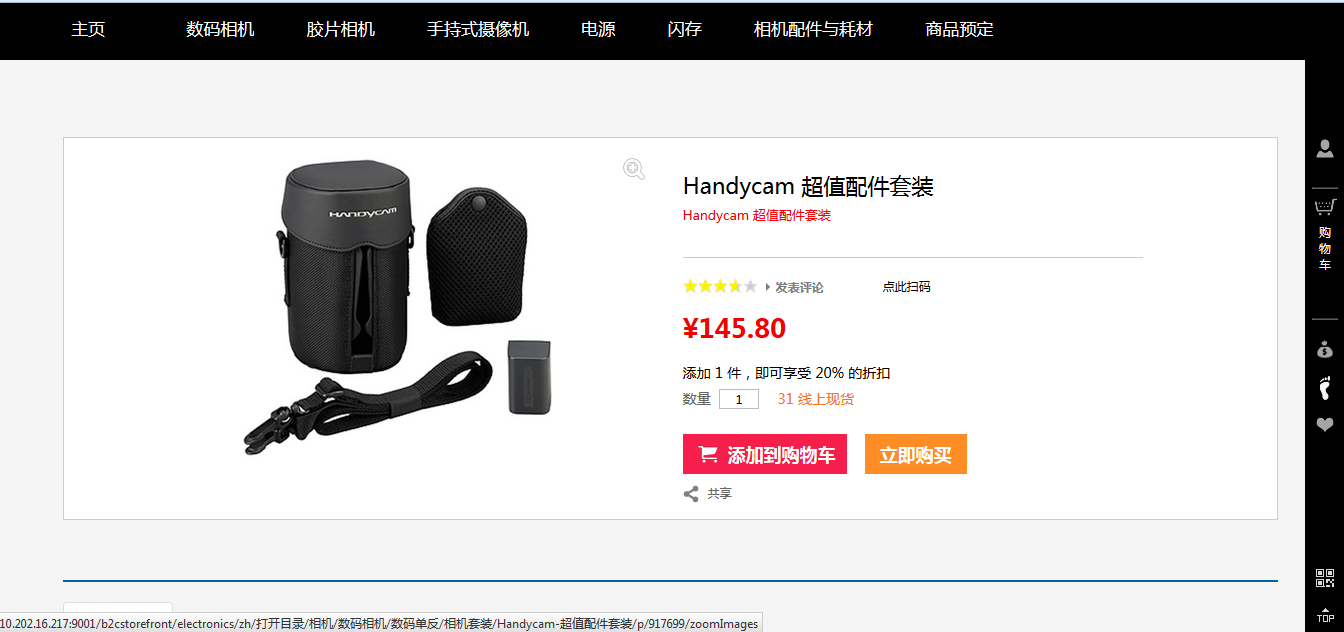 主页 数码相机 胶片相机 手持式摄像机 电源 闪存 相机配件与耗材 商品预定
HANDYCAM
Handycam 超值配件套装
Handycam 超值配件套装
发表评论 点此扫码
¥145.80
添加 1 件，即可享受 20% 的折扣
数量 1 31 线上现货
添加到购物车 立即购买
共享
购
物
车
TOP
10.202.16.217:9001/b2cstorefront/electronics/zh/打开目录/相机/数码相机/数码单反/相机套装/Handycam-超值配件套装/p/917699/zoomImages